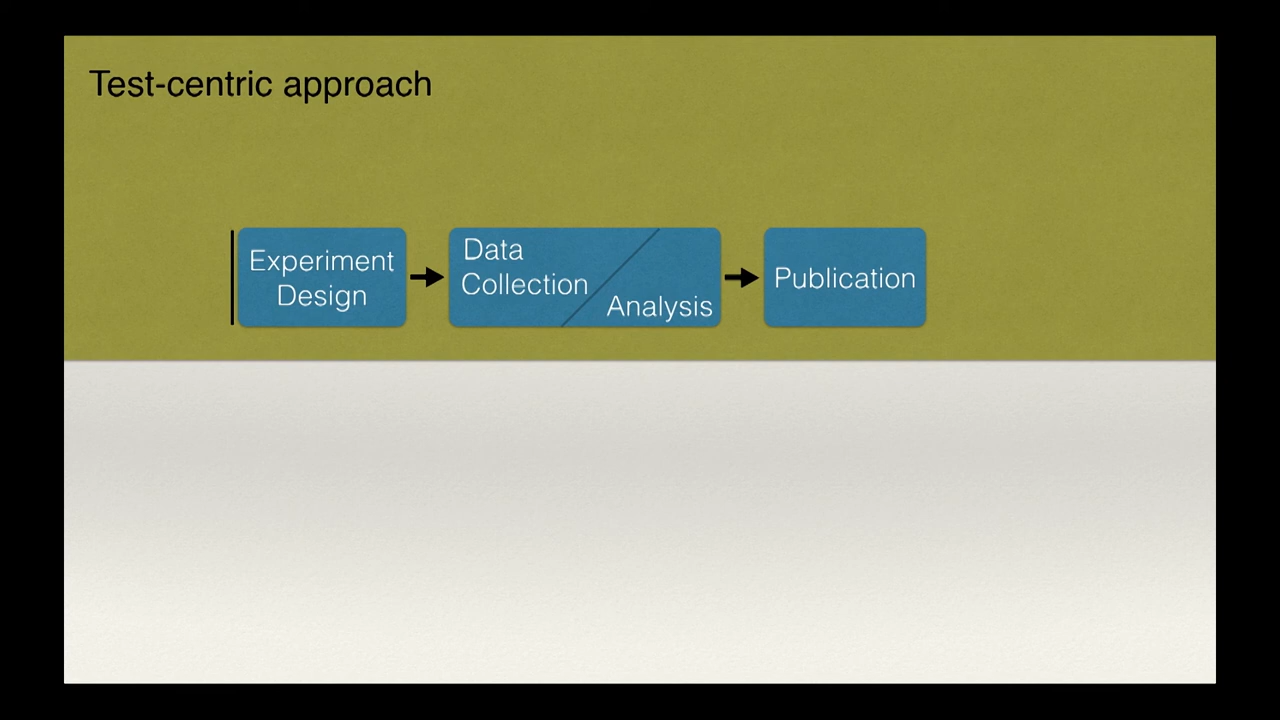 Test-centric approach
Experiment
Design
Data
Collection
Analysis
Publication